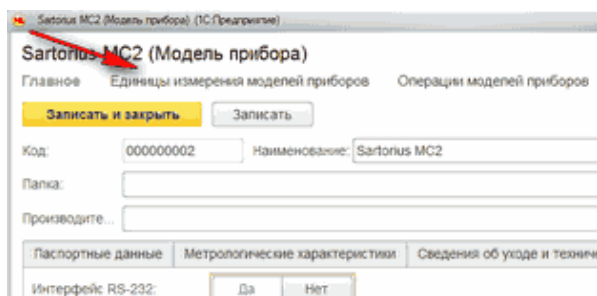 Sartorius MC2 (Модель прибора) (1С:Предприятие)
Sartorius MC2 (Модель прибора)
Главное Единицы измерения моделей приборов Операции моделей приборов
Записать и закрыть Записать
Код: 000000002 Наименование: Sartorius MC2
Папка:
Производите...
Паспортные данные Метрологические характеристики Сведения об уходе и техниче
Интерфейс RS-232: Да Нет